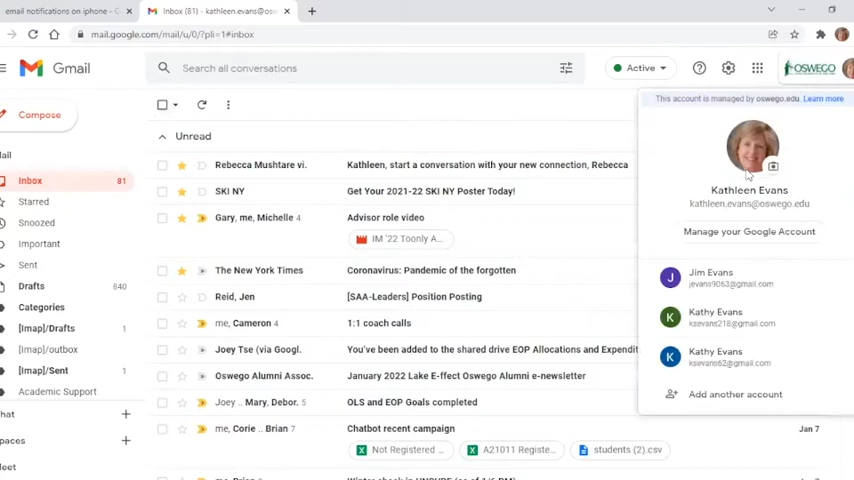 email notifications on iphone - G
Inbox (81) - kathleen.evans@osw
mail.google.com/mail/u/0/?pli=1#inbox
Gmail
Search all conversations
Active
OSWEGO
Compose
This account is managed by oswego.edu. Learn more
Kathleen Evans
kathleen.evans@oswego.edu
Manage your Google Account
Jim Evans
jevans9063@gmail.com
Kathy Evans
ksevans218@gmail.com
Kathy Evans
ksevans62@gmail.com
Add another account
ail
Inbox 81
Starred
Snoozed
Important
Sent
Drafts 840
Categories
[Imap]/Drafts 1
[Imap]/outbox
[Imap]/Sent 1
Academic Support
hat
paces
eet
Unread
Rebecca Mushtare vi. Kathleen, start a conversation with your new connection, Rebecca
SKI NY Get Your 2021-22 SKI NY Poster Today!
Gary, me, Michelle 4 Advisor role video
IM '22 Toonly A...
The New York Times Coronavirus: Pandemic of the forgotten
Reid, Jen [SAA-Leaders] Position Posting
me, Cameron 4 1:1 coach calls
Joey Tse (via Googl. You've been added to the shared drive EOP Allocations and Expendit
Oswego Alumni Assoc. January 2022 Lake E-ffect Oswego Alumni e-newsletter
Joey .. Mary, Debor. 5 OLS and EOP Goals completed
me, Corie .. Brian 7 Chatbot recent campaign Jan 7
Not Registered ... A21011 Registe... students (2).csv